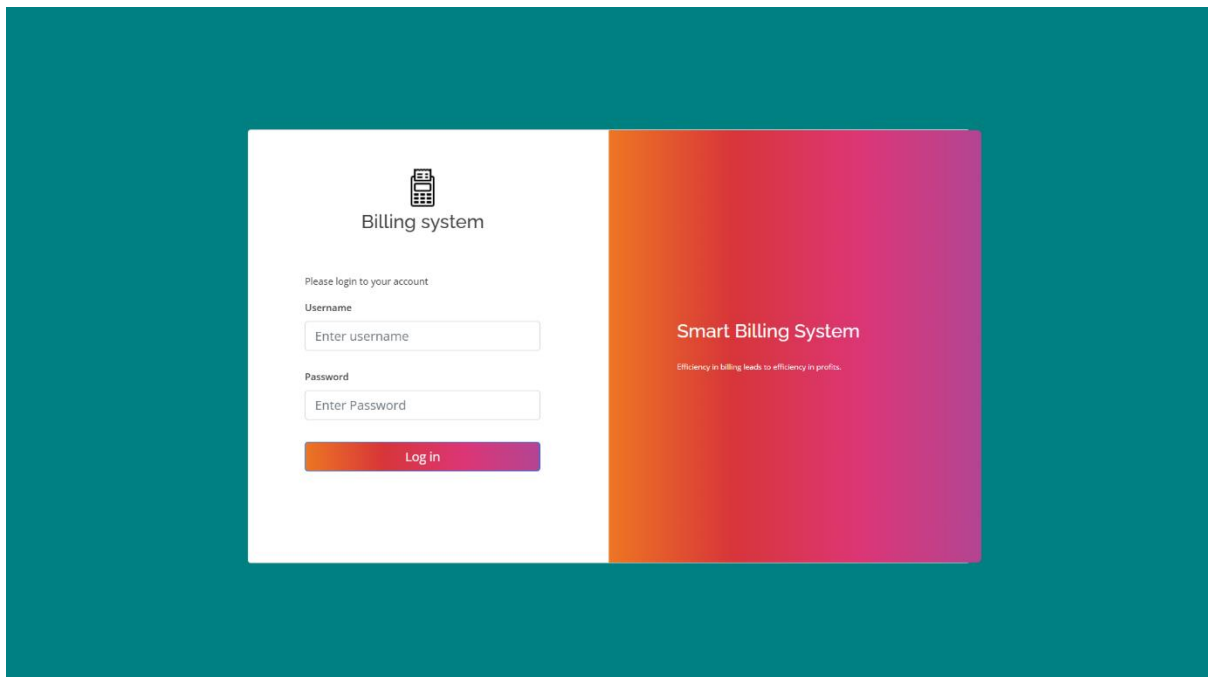 Billing system
Please login to your account
Username
Enter username
Password
Enter Password
Log in
Smart Billing System
Efficiency in billing leads to efficiency in profits.